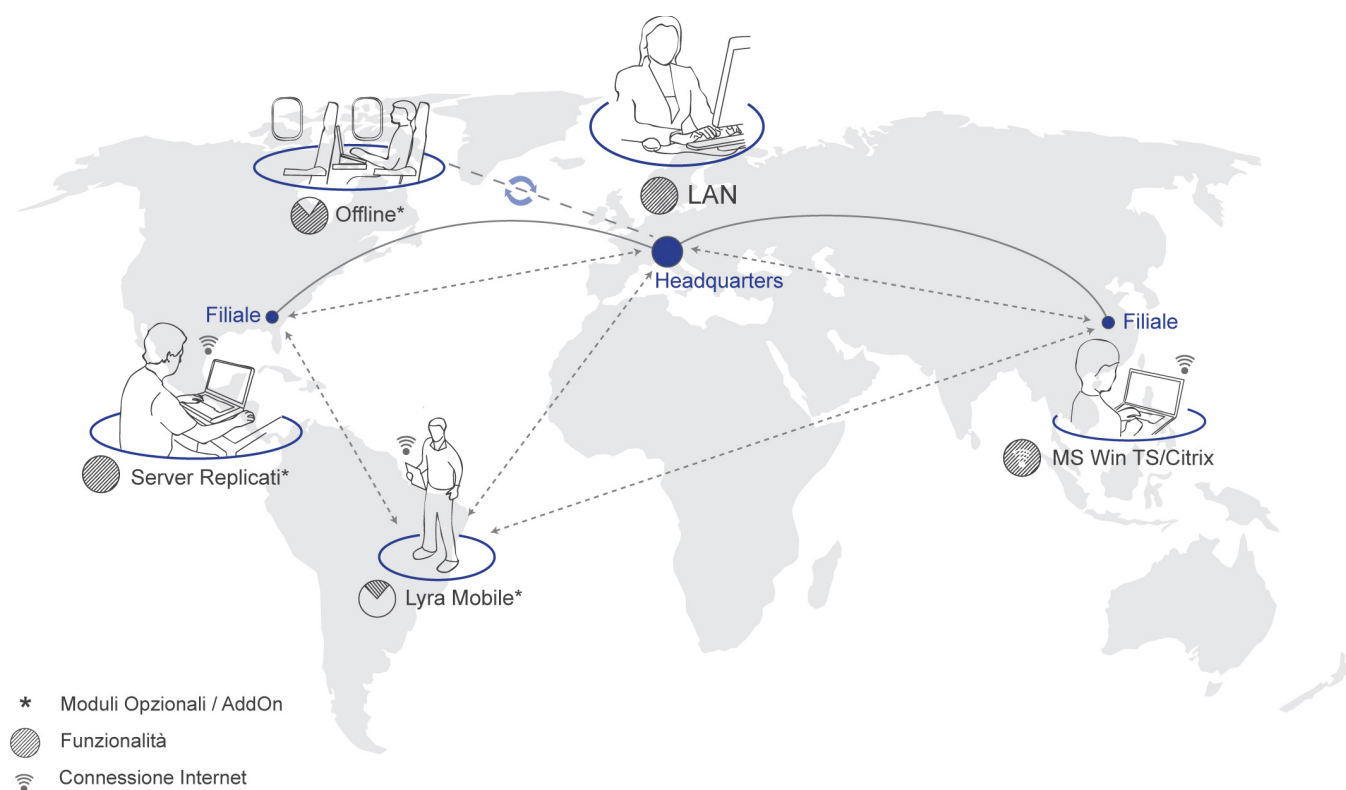 LAN
Offline*
Headquarters
Filiale
Filiale
MS Win TS/Citrix
Server Replicati*
Lyra Mobile*
* Moduli Opzionali / AddOn
Funzionalità
Connessione Internet